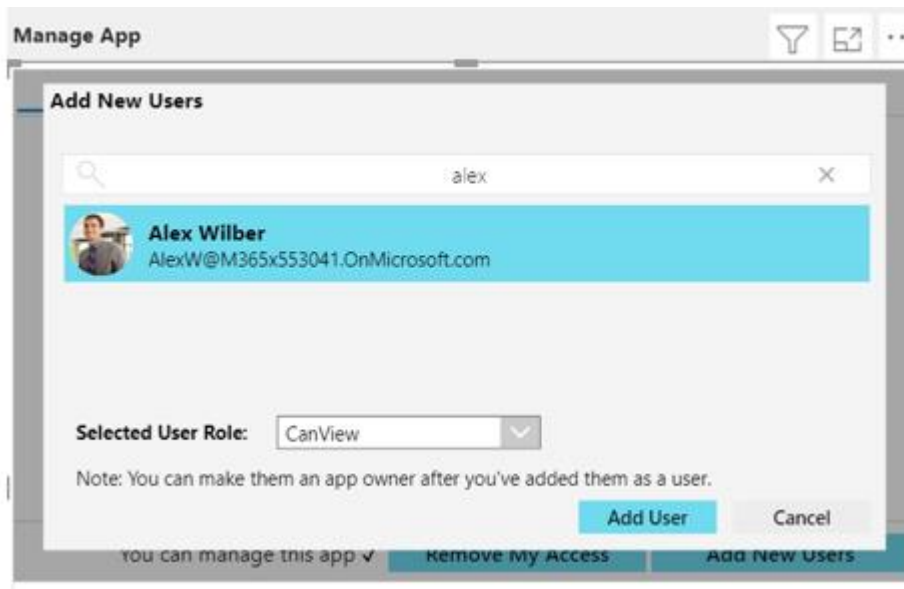 Manage App
Add New Users
alex
Alex Wilber
AlexW@M365x553041.OnMicrosoft.com
Selected User Role: CanView
Note: You can make them an app owner after you've added them as a user.
Add User Cancel
You can manage this app ✓ Remove My Access Add New Users